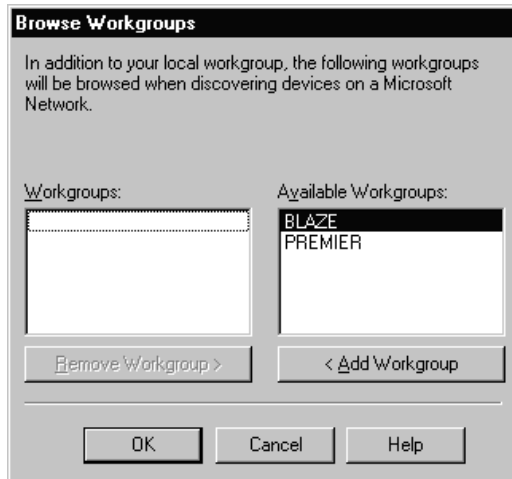 Browse Workgroups
In addition to your local workgroup, the following workgroups
will be browsed when discovering devices on a Microsoft
Network.
Workgroups:
Available Workgroups:
BLAZE
PREMIER
Remove Workgroup >
< Add Workgroup
OK
Cancel
Help